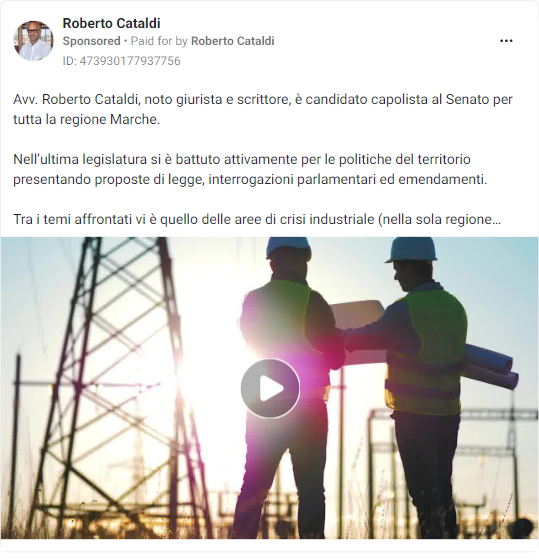 Roberto Cataldi
Sponsored • Paid for by Roberto Cataldi
ID: 473930177937756
Avv. Roberto Cataldi, noto giurista e scrittore, è candidato capolista al Senato per
tutta la regione Marche.
Nell’ultima legislatura si è battuto attivamente per le politiche del territorio
presentando proposte di legge, interrogazioni parlamentari ed emendamenti.
Tra i temi affrontati vi è quello delle aree di crisi industriale (nella sola regione…